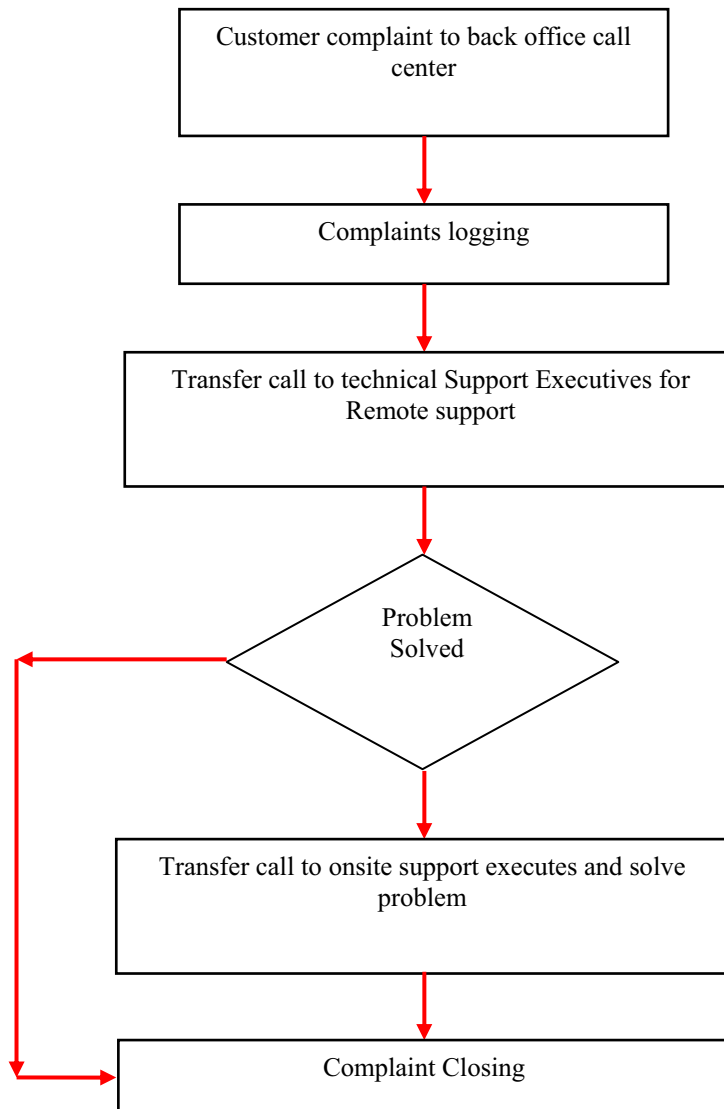 Customer complaint to back office call
center
Complaints logging
Transfer call to technical Support Executives for
Remote support
Problem
Solved
Transfer call to onsite support executes and solve
problem
Complaint Closing